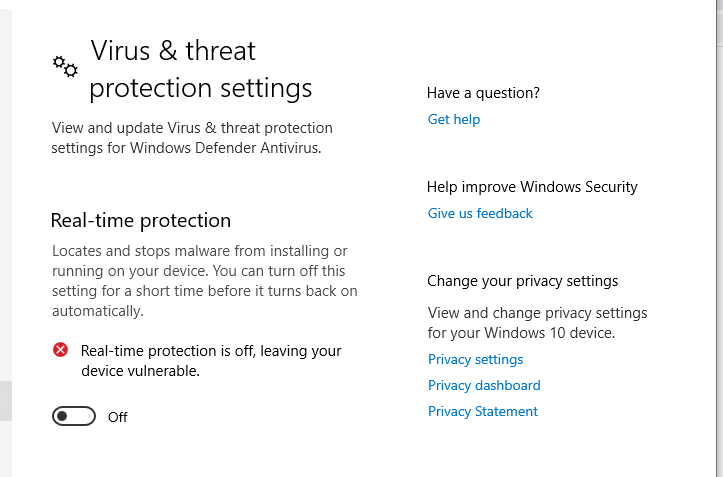 Virus & threat
protection settings
View and update Virus & threat protection
settings for Windows Defender Antivirus.
Real-time protection
Locates and stops malware from installing or
running on your device. You can turn off this
setting for a short time before it turns back on
automatically.
Real-time protection is off, leaving your
device vulnerable.
Off
Have a question?
Get help
Help improve Windows Security
Give us feedback
Change your privacy settings
View and change privacy settings
for your Windows 10 device.
Privacy settings
Privacy dashboard
Privacy Statement